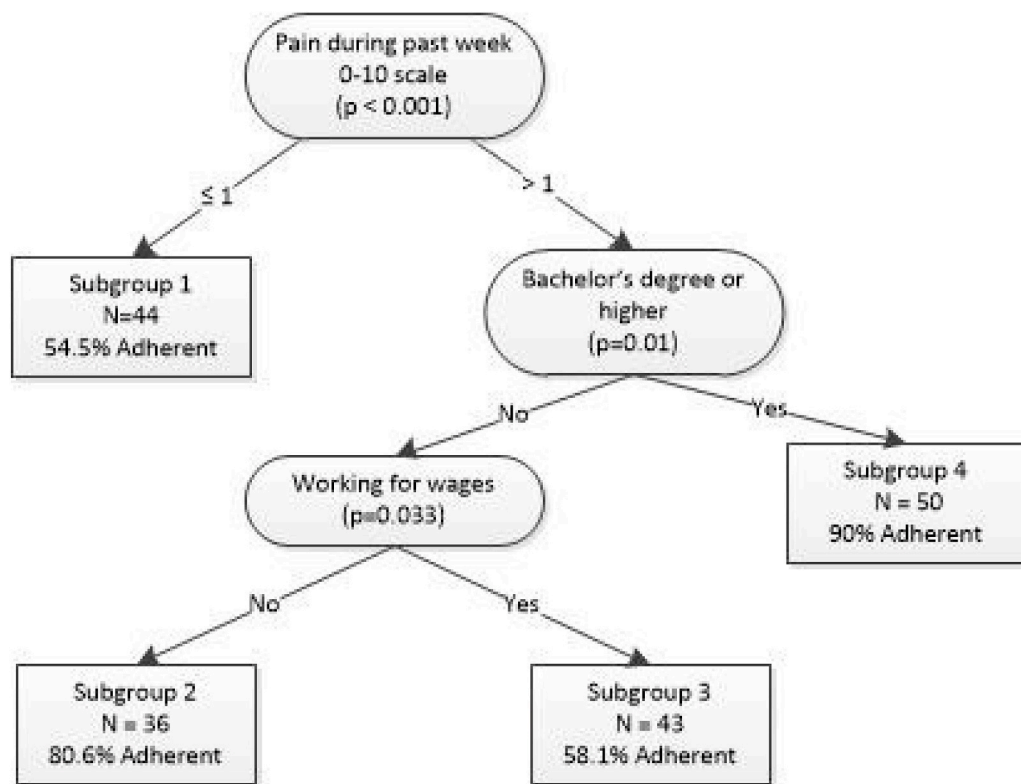 Pain during past week
0-10 scale
(p < 0.001)
≤ 1
> 1
Subgroup 1
N=44
54.5% Adherent
Bachelor's degree or
higher
(p=0.01)
No
Yes
Working for wages
(p=0.033)
Subgroup 4
N = 50
90% Adherent
No
Yes
Subgroup 2
N = 36
80.6% Adherent
Subgroup 3
N = 43
58.1% Adherent